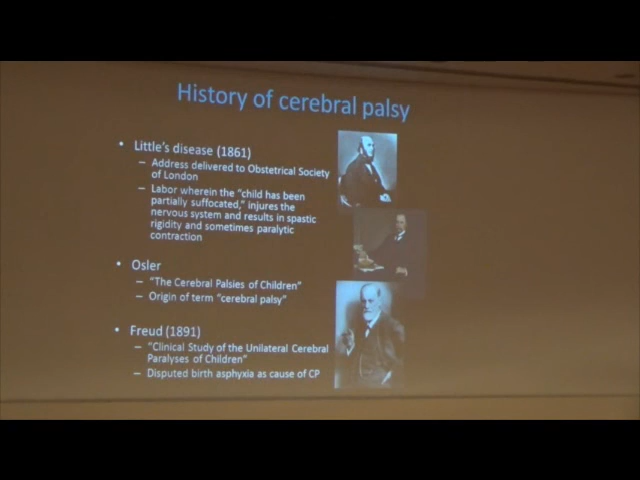 History of cerebral palsy
• Little's disease (1861)
– Address delivered to Obstetrical Society
of London
– Labor wherein the "child has been
partially suffocated," injures the
nervous system and results in spastic
rigidity and sometimes paralytic
contraction
• Osler
– "The Cerebral Palsies of Children"
– Origin of term "cerebral palsy"
• Freud (1891)
– "Clinical Study of the Unilateral Cerebral
Paralyses of Children"
– Disputed birth asphyxia as cause of CP